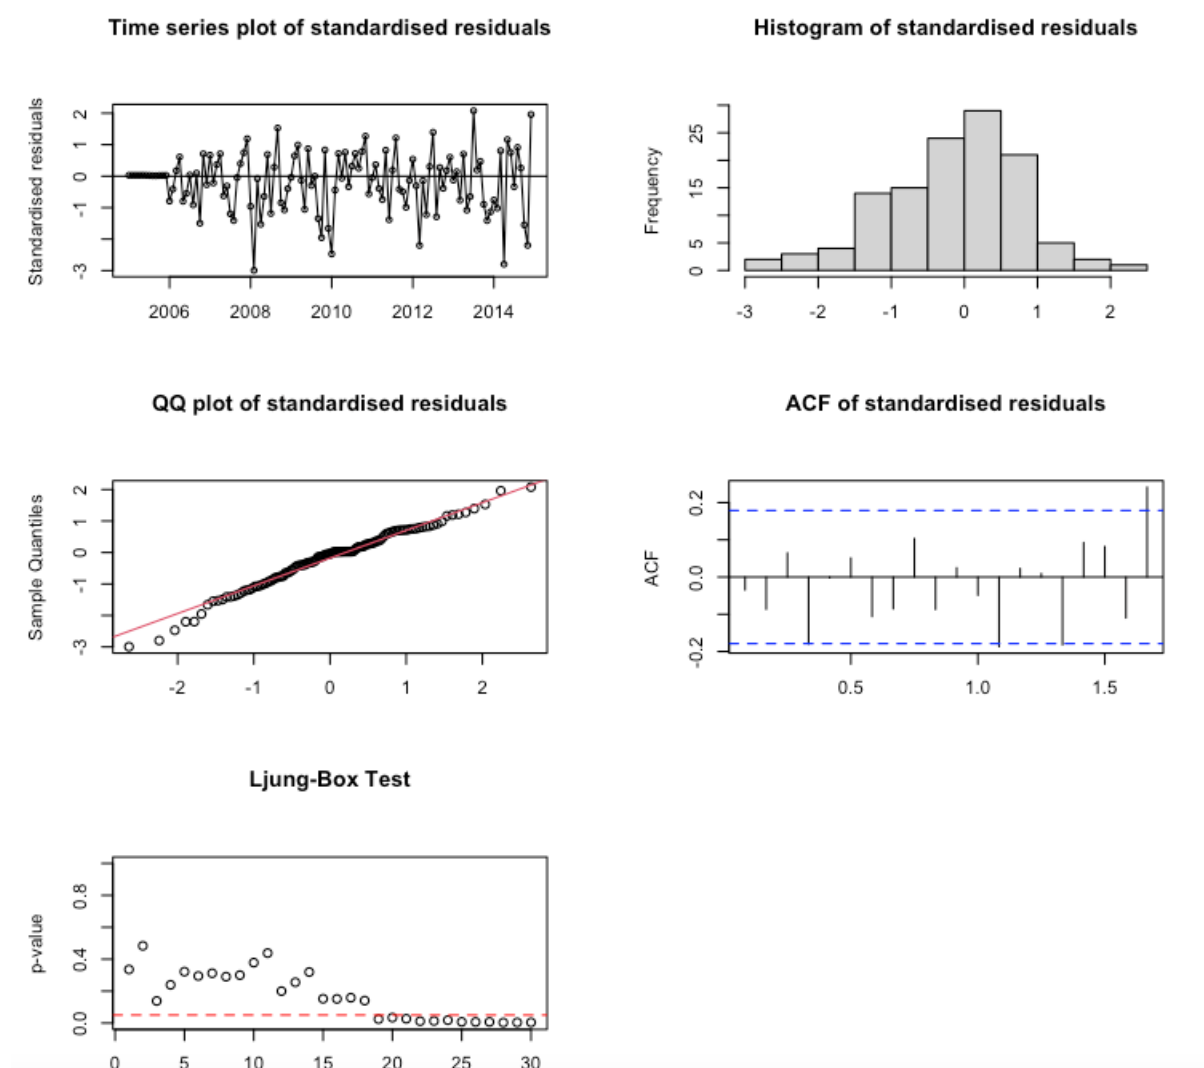 Time series plot of standardised residuals
Standardised residuals
2
1
0
-1
-3
2006 2008 2010 2012 2014
Histogram of standardised residuals
Frequency
25
15
5
0
-3 -2 -1 0 1 2
QQ plot of standardised residuals
Sample Quantiles
2
1
0
-1
-3
-2 -1 0 1 2
ACF of standardised residuals
ACF
0.2
0.0
-0.2
0.5 1.0 1.5
Ljung-Box Test
p-value
0.8
0.4
0.0
0 5 10 15 20 25 30